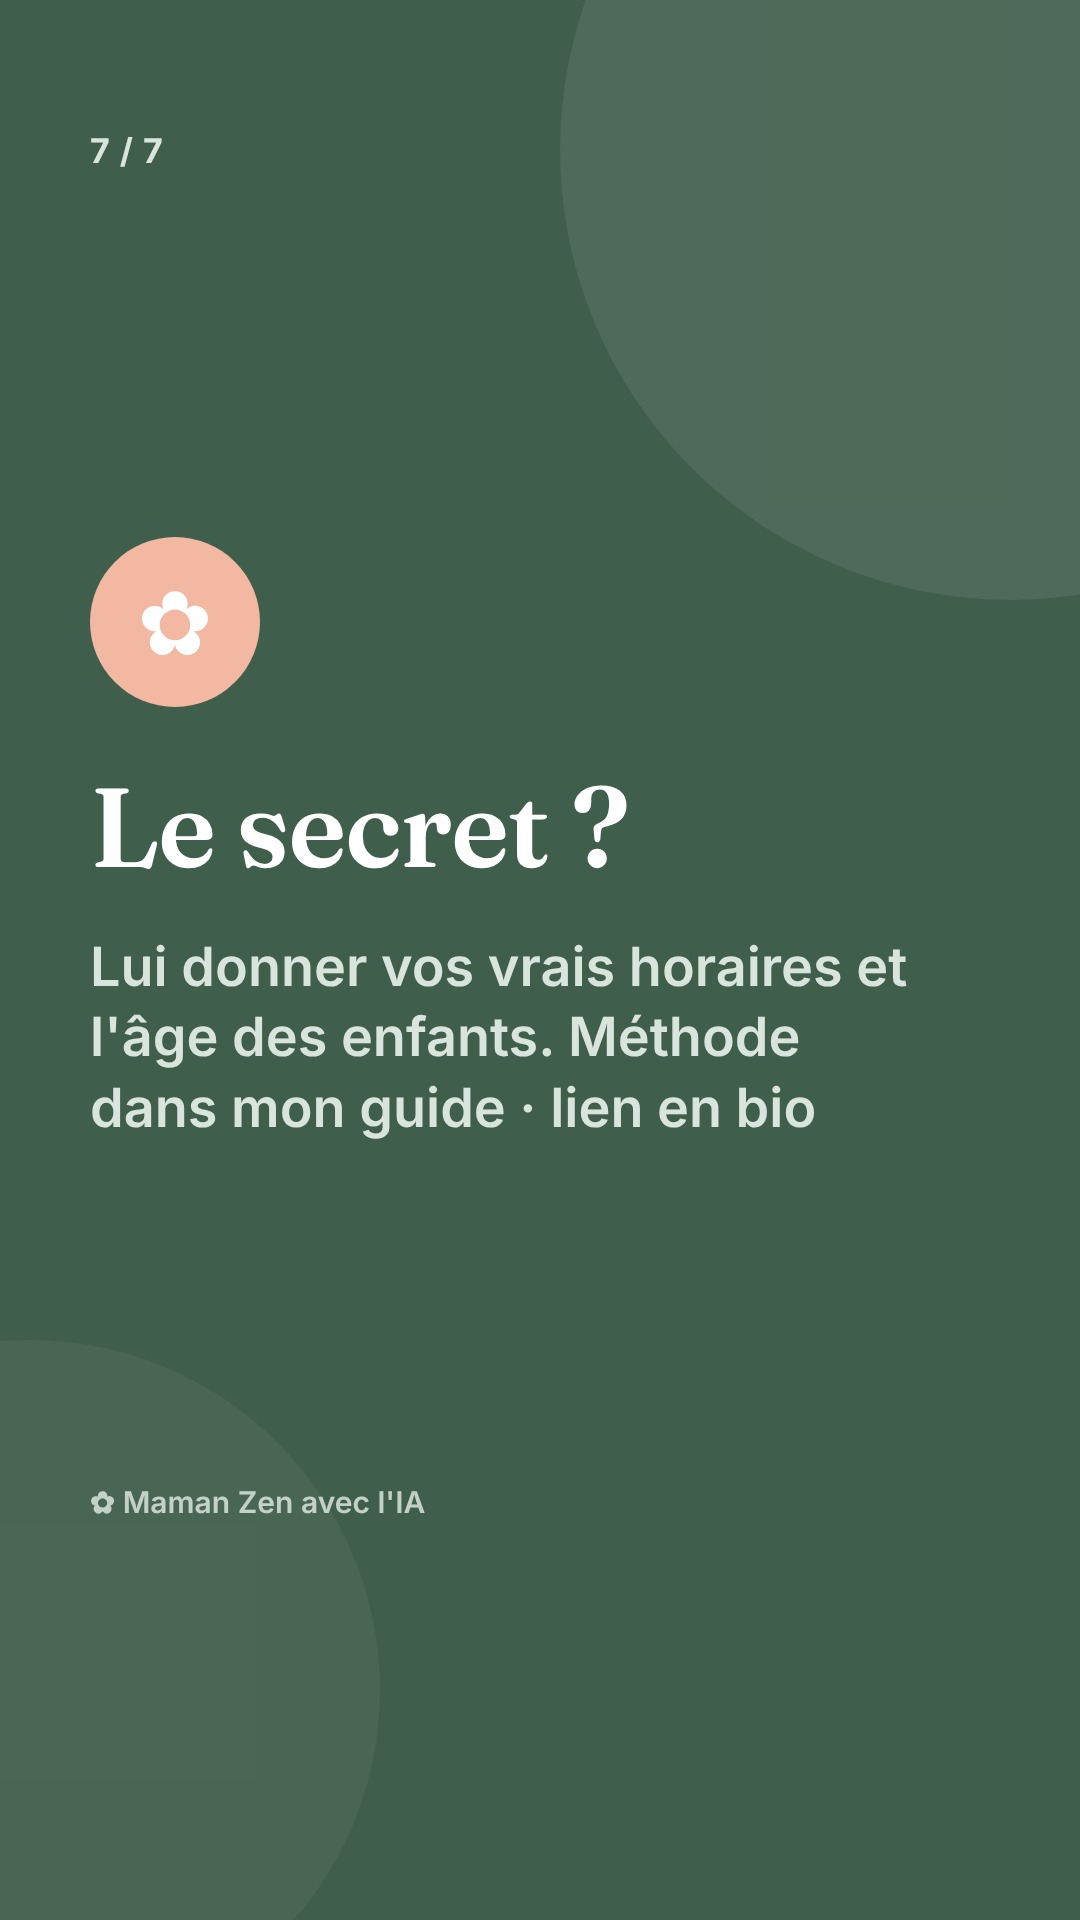 7 / 7
Le secret ?
Lui donner vos vrais horaires et
l'âge des enfants. Méthode
dans mon guide · lien en bio
✿ Maman Zen avec l'IA